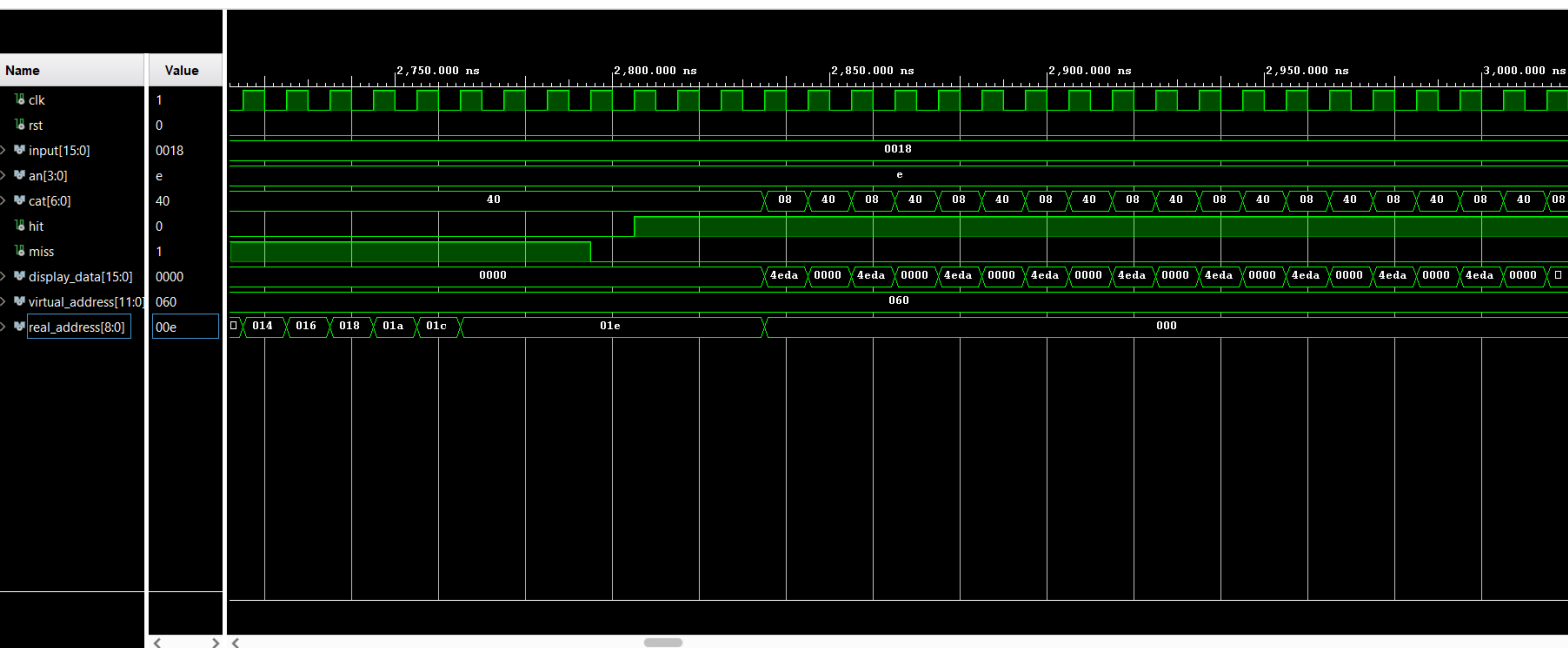 2,750.000 ns 2,800.000 ns 2,850.000 ns 2,900.000 ns 2,950.000 ns 3,000.000 ns
Name Value
clk 1
rst 0
input[15:0] 0018 0018
an[3:0] e e
cat[6:0] 40 40 08 40 08 40 08 40 08 40 08 40 08 40 08 40 08 40 08
hit 0
miss 1
display_data[15:0] 0000 0000 4eda 0000 4eda 0000 4eda 0000 4eda 0000 4eda 0000 4eda 0000 4eda 0000 4eda 0000 4eda 0000
virtual_address[11:0] 060 060
real_address[8:0] 00e 014 016 018 01a 01c 01e 000